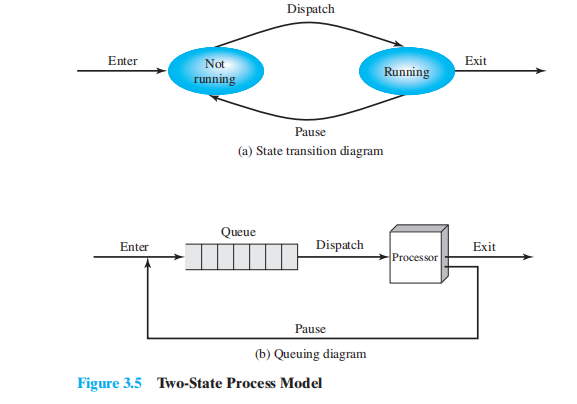 Dispatch
Enter
Not
running
Running
Exit
Pause
(a) State transition diagram
Queue
Enter
Dispatch
Processor
Exit
Pause
(b) Queuing diagram
Figure 3.5 Two-State Process Model